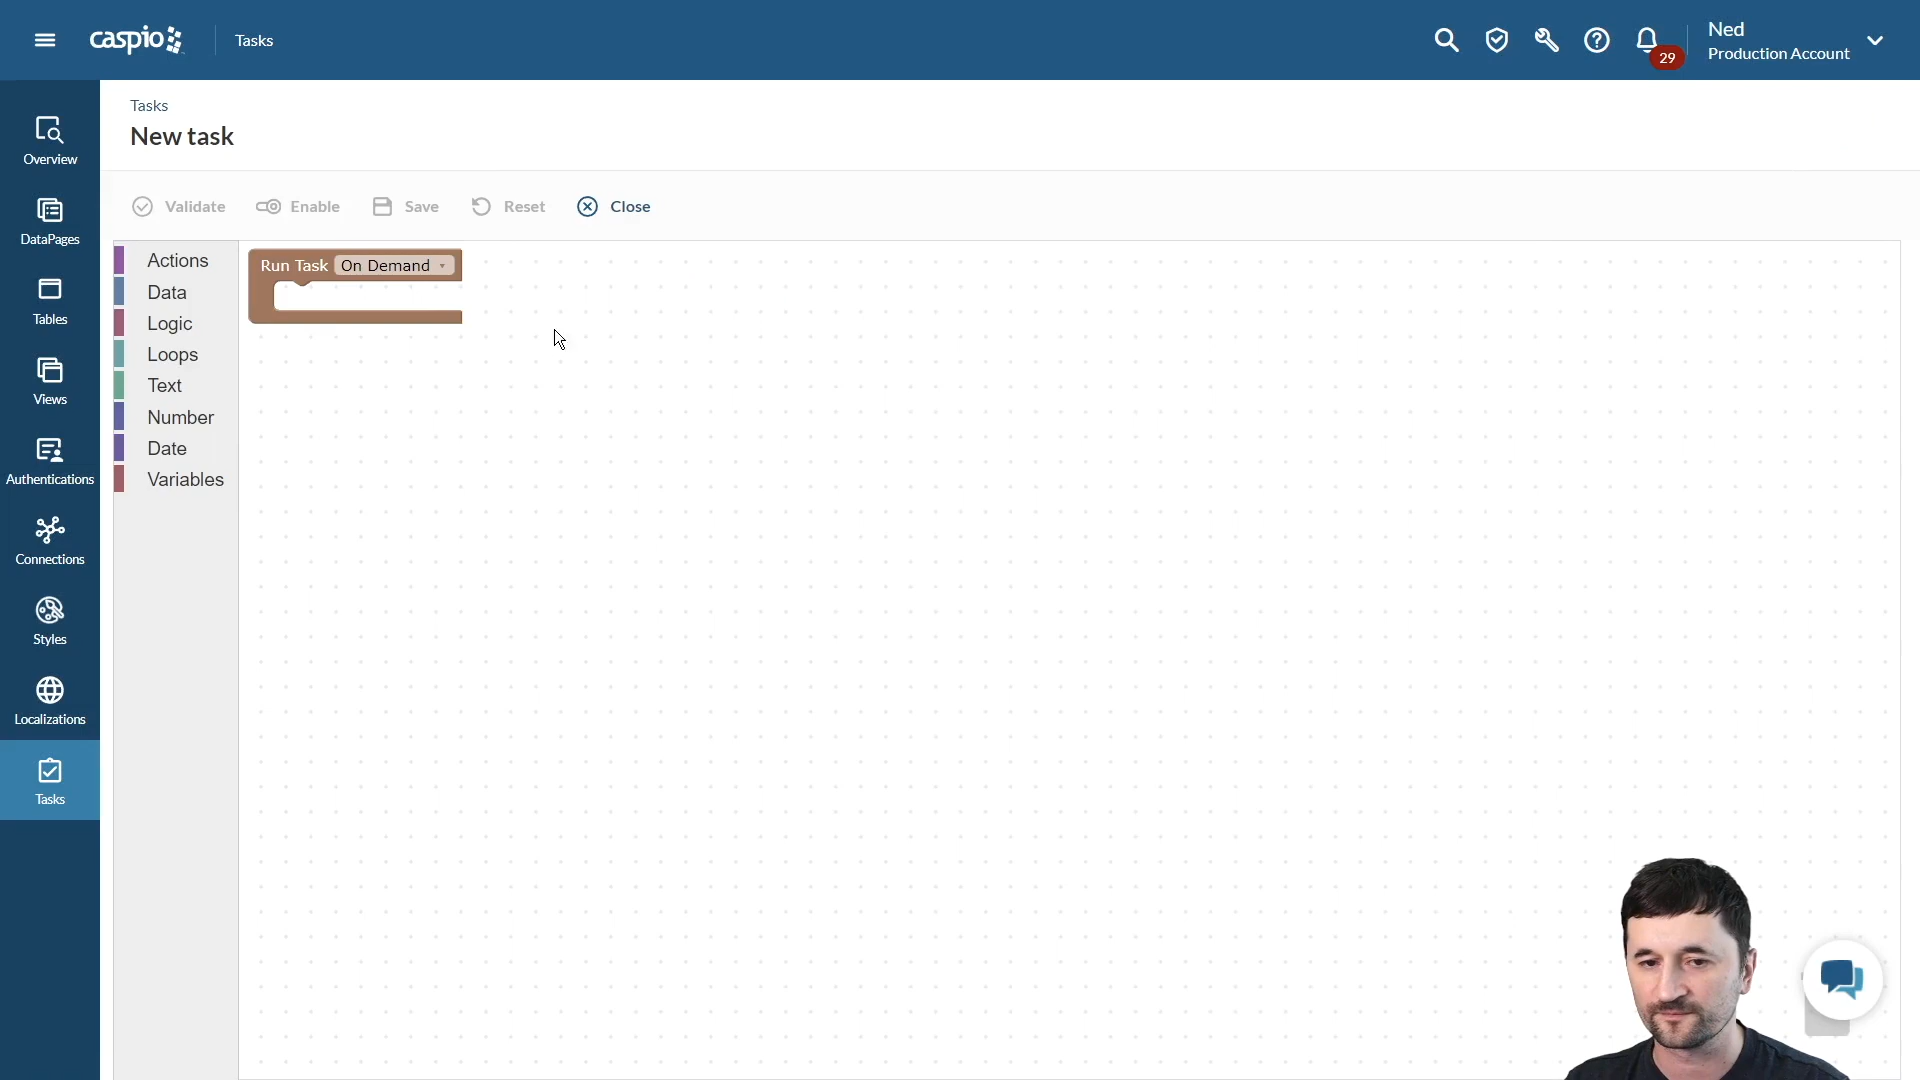 caspio
Tasks
Ned
Production Account
29
Overview
DataPages
Tables
Views
Authentications
Connections
Styles
Localizations
Tasks
Tasks
New task
Validate
Enable
Save
Reset
Close
Actions
Data
Logic
Loops
Text
Number
Date
Variables
Run Task On Demand